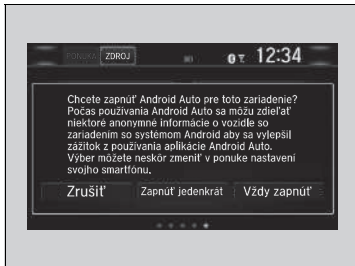 PONUKA ZDROJ 12:34
Chcete zapnúť Android Auto pre toto zariadenie?
Počas používania Android Auto sa môžu zdieľať
niektoré anonymné informácie o vozidle so
zariadením so systémom Android aby sa vylepšil
zážitok z používania aplikácie Android Auto.
Výber môžete neskôr zmeniť v ponuke nastavení
svojho smartfónu.
Zrušiť Zapnúť jedenkrát Vždy zapnúť